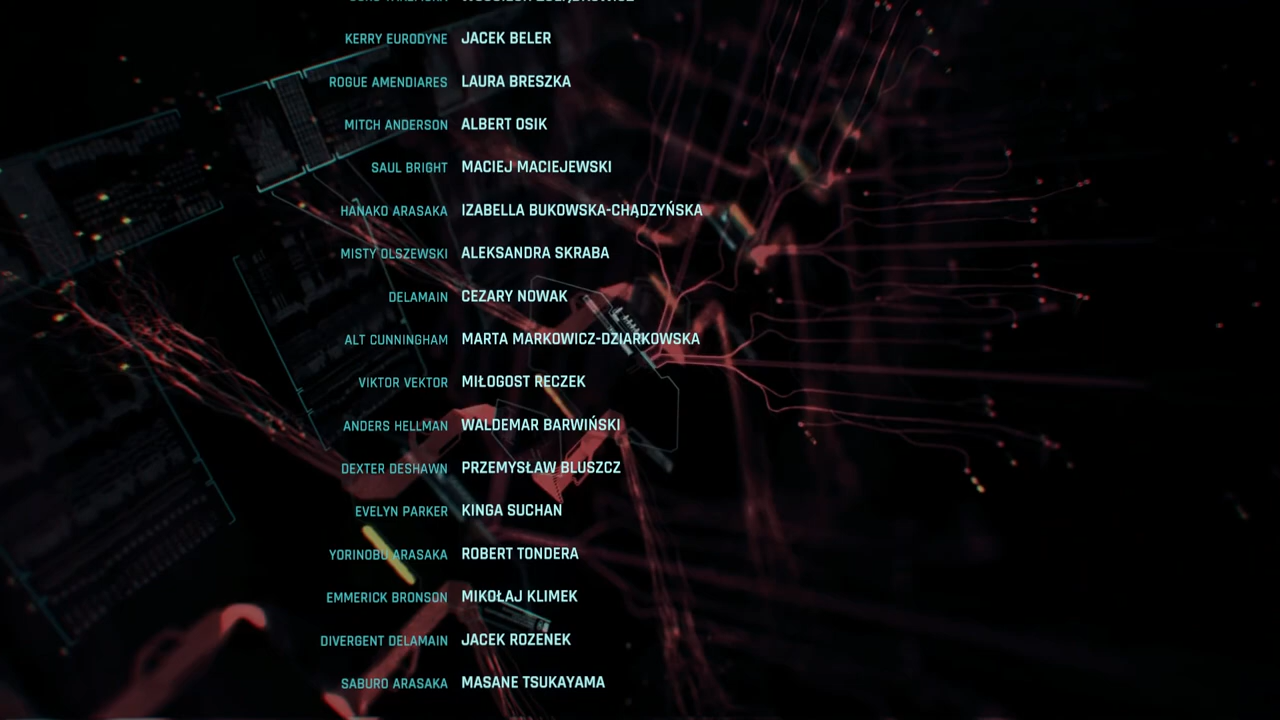 KERRY EURODYNE JACEK BELER
ROGUE AMENDIARES LAURA BRESZKA
MITCH ANDERSON ALBERT OSIK
SAUL BRIGHT MACIEJ MACIEJEWSKI
HANAKO ARASAKA IZABELLA BUKOWSKA-CHĄDZYŃSKA
MISTY OLSZEWSKI ALEKSANDRA SKRABA
DELAMAIN CEZARY NOWAK
ALT CUNNINGHAM MARTA MARKOWICZ-DZIARKOWSKA
VIKTOR VEKTOR MIŁOGOST RECZEK
ANDERS HELLMAN WALDEMAR BARWIŃSKI
DEXTER DESHAWN PRZEMYSŁAW BLUSZCZ
EVELYN PARKER KINGA SUCHAN
YORINOBU ARASAKA ROBERT TONDERA
EMMERICK BRONSON MIKOŁAJ KLIMEK
DIVERGENT DELAMAIN JACEK ROZENEK
SABURO ARASAKA MASANE TSUKAYAMA